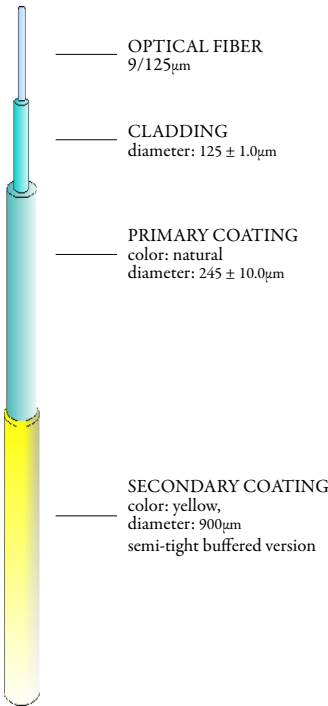 OPTICAL FIBER
9/125µm
CLADDING
diameter: 125 ± 1.0µm
PRIMARY COATING
color: natural
diameter: 245 ± 10.0µm
SECONDARY COATING
color: yellow,
diameter: 900µm
semi-tight buffered version